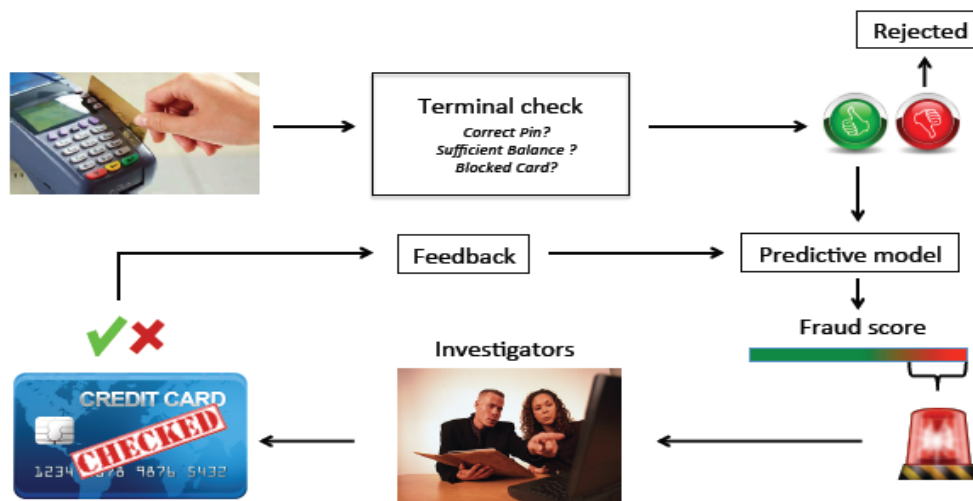 Rejected
Terminal check
Correct Pin?
Sufficient Balance ?
Blocked Card?
Feedback
Predictive model
Fraud score
Investigators
CREDIT CARD
CHECKED
1234 5678 9876 5432